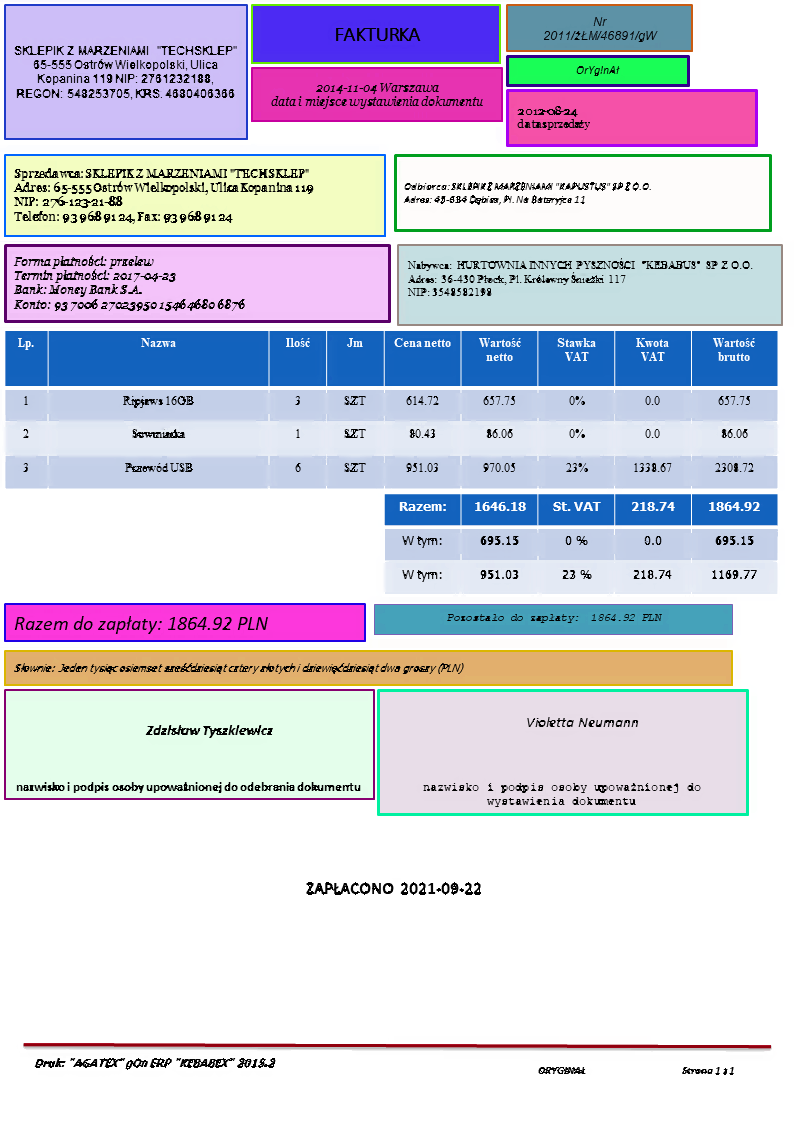 SKLEPIK Z MARZENIAMI "TECHSKLEP"
65-555 Ostrów Wielkopolski, Ulica
Kopanina 119 NIP: 2761232188,
REGON: 548253705, KRS: 4680406366
FAKTURKA
2014-11-04 Warszawa
data i miejsce wystawienia dokumentu
Nr
2011/żŁM/46891/gW
OrYgInAł
2012-08-24
data sprzedaży
Sprzedawca: SKLEPIK Z MARZENIAMI "TECHSKLEP"
Adres: 65-555 Ostrów Wielkopolski, Ulica Kopanina 119
NIP: 276-123-21-88
Telefon: 93 968 91 24, Fax: 93 968 91 24
Odbiorca: SKLEPIK Z MARZENIAMI "KAPUSTUS" SP Z O.O.
Adres: 45-684 Dębica, Pl. Na Bateryjce 11
Forma płatności: przelew
Termin płatności: 2017-04-23
Bank: Money Bank S.A.
Konto: 93 7006 2702 3950 1546 4680 6876
Nabywca: HURTOWNIA INNYCH PYSZNOŚCI "KEBABUS" SP Z O.O.
Adres: 36-430 Płock, Pl. Królewny Śnieżki 117
NIP: 3548582198
Lp. Nazwa Ilość Jm Cena netto Wartość netto Stawka VAT Kwota VAT Wartość brutto
1 Ripjaws 16GB 3 SZT 614.72 657.75 0% 0.0 657.75
2 Suwmiarka 1 SZT 80.43 86.06 0% 0.0 86.06
3 Przewód USB 6 SZT 951.03 970.05 23% 1338.67 2308.72
Razem: 1646.18 St. VAT 218.74 1864.92
W tym: 695.15 0 % 0.0 695.15
W tym: 951.03 23 % 218.74 1169.77
Razem do zapłaty: 1864.92 PLN
Pozostało do zapłaty: 1864.92 PLN
Słownie: Jeden tysiąc osiemset sześćdziesiąt cztery złotych i dziewięćdziesiąt dwa groszy (PLN)
Zdzisław Tyszkiewicz
nazwisko i podpis osoby upoważnionej do odebrania dokumentu
Violetta Neumann
nazwisko i podpis osoby upoważnionej do
wystawienia dokumentu
ZAPŁACONO 2021-09-22
Druk: "AGATEX" gOn ERP "KEBABEX" 2015.2
ORYGINAŁ
Strona 1 z 1